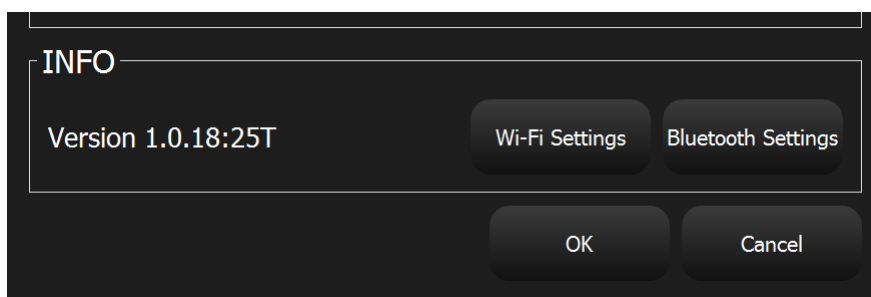 INFO
Version 1.0.18:25T
Wi-Fi Settings
Bluetooth Settings
OK
Cancel